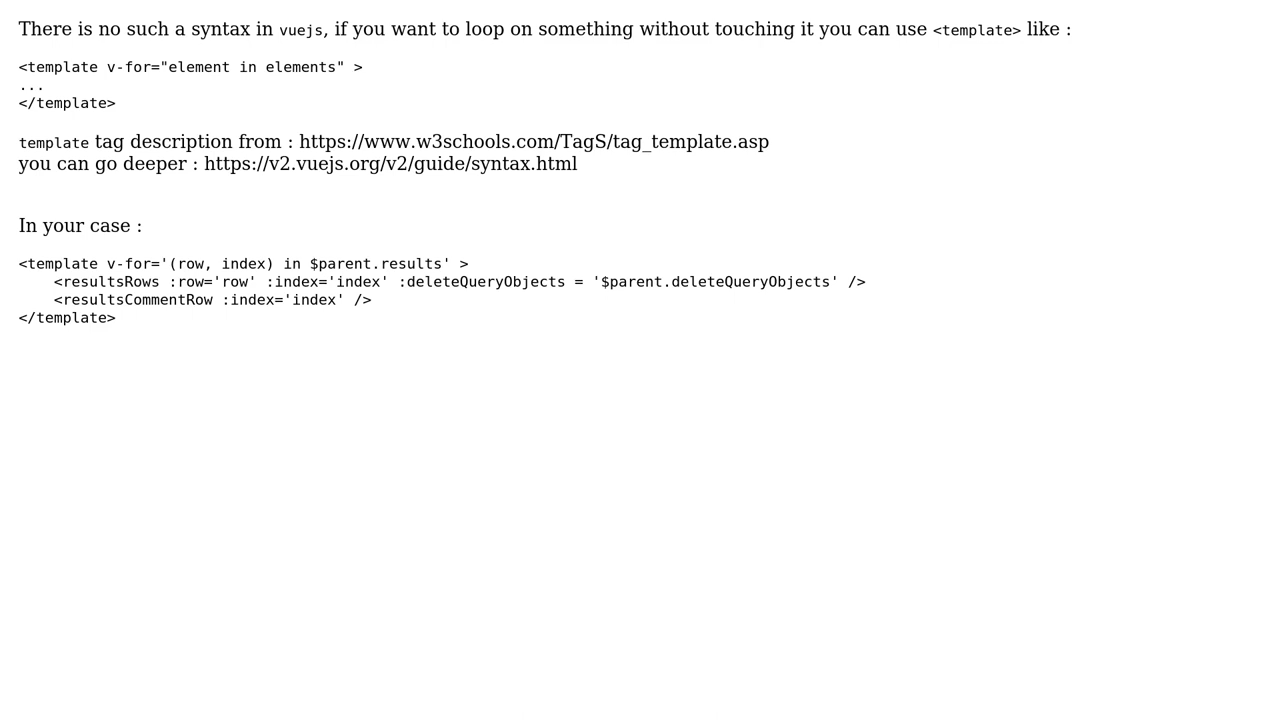 There is no such a syntax in vuejs, if you want to loop on something without touching it you can use <template> like :
<template v-for="element in elements" >
...
</template>
template tag description from : https://www.w3schools.com/TagS/tag_template.asp
you can go deeper : https://v2.vuejs.org/v2/guide/syntax.html
In your case :
<template v-for='(row, index) in $parent.results' >
    <resultsRows :row='row' :index='index' :deleteQueryObjects = '$parent.deleteQueryObjects' />
    <resultsCommentRow :index='index' />
</template>